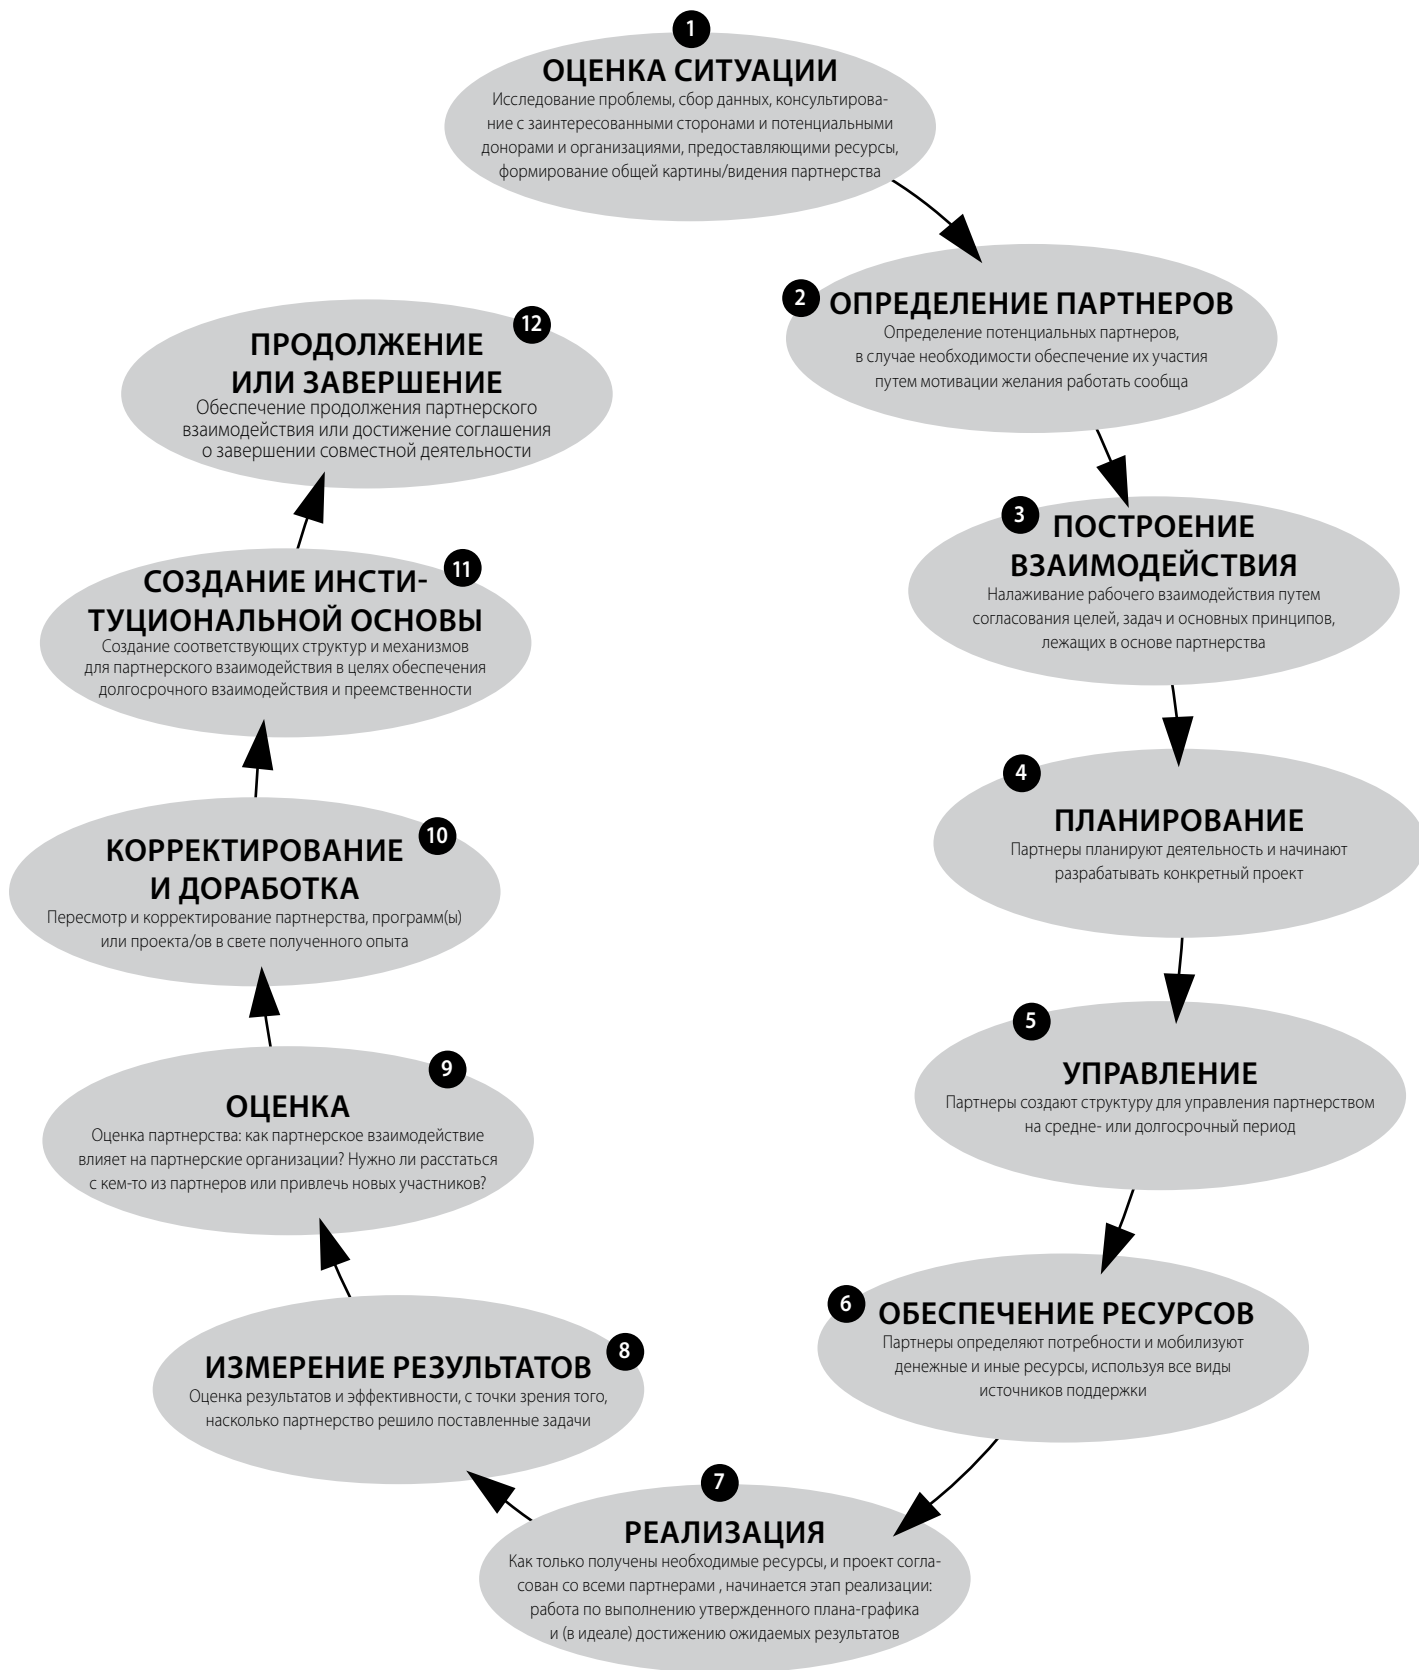 1
ОЦЕНКА СИТУАЦИИ
Исследование проблемы, сбор данных, консультирова-
ние с заинтересованными сторонами и потенциальными
донорами и организациями, предоставляющими ресурсы,
формирование общей картины/видения партнерства
2
ОПРЕДЕЛЕНИЕ ПАРТНЕРОВ
Определение потенциальных партнеров,
в случае необходимости обеспечение их участия
путем мотивации желания работать сообща
3
ПОСТРОЕНИЕ
ВЗАИМОДЕЙСТВИЯ
Налаживание рабочего взаимодействия путем
согласования целей, задач и основных принципов,
лежащих в основе партнерства
4
ПЛАНИРОВАНИЕ
Партнеры планируют деятельность и начинают
разрабатывать конкретный проект
5
УПРАВЛЕНИЕ
Партнеры создают структуру для управления партнерством
на средне- или долгосрочный период
6
ОБЕСПЕЧЕНИЕ РЕСУРСОВ
Партнеры определяют потребности и мобилизуют
денежные и иные ресурсы, используя все виды
источников поддержки
7
РЕАЛИЗАЦИЯ
Как только получены необходимые ресурсы, и проект согла-
сован со всеми партнерами , начинается этап реализации:
работа по выполнению утвержденного плана-графика
и (в идеале) достижению ожидаемых результатов
8
ИЗМЕРЕНИЕ РЕЗУЛЬТАТОВ
Оценка результатов и эффективности, с точки зрения того,
насколько партнерство решило поставленные задачи
9
ОЦЕНКА
Оценка партнерства: как партнерское взаимодействие
влияет на партнерские организации? Нужно ли расстаться
с кем-то из партнеров или привлечь новых участников?
10
КОРРЕКТИРОВАНИЕ
И ДОРАБОТКА
Пересмотр и корректирование партнерства, программ(ы)
или проекта/ов в свете полученного опыта
11
СОЗДАНИЕ ИНСТИ-
ТУЦИОНАЛЬНОЙ ОСНОВЫ
Создание соответствующих структур и механизмов
для партнерского взаимодействия в целях обеспечения
долгосрочного взаимодействия и преемственности
12
ПРОДОЛЖЕНИЕ
ИЛИ ЗАВЕРШЕНИЕ
Обеспечение продолжения партнерского
взаимодействия или достижение соглашения
о завершении совместной деятельности